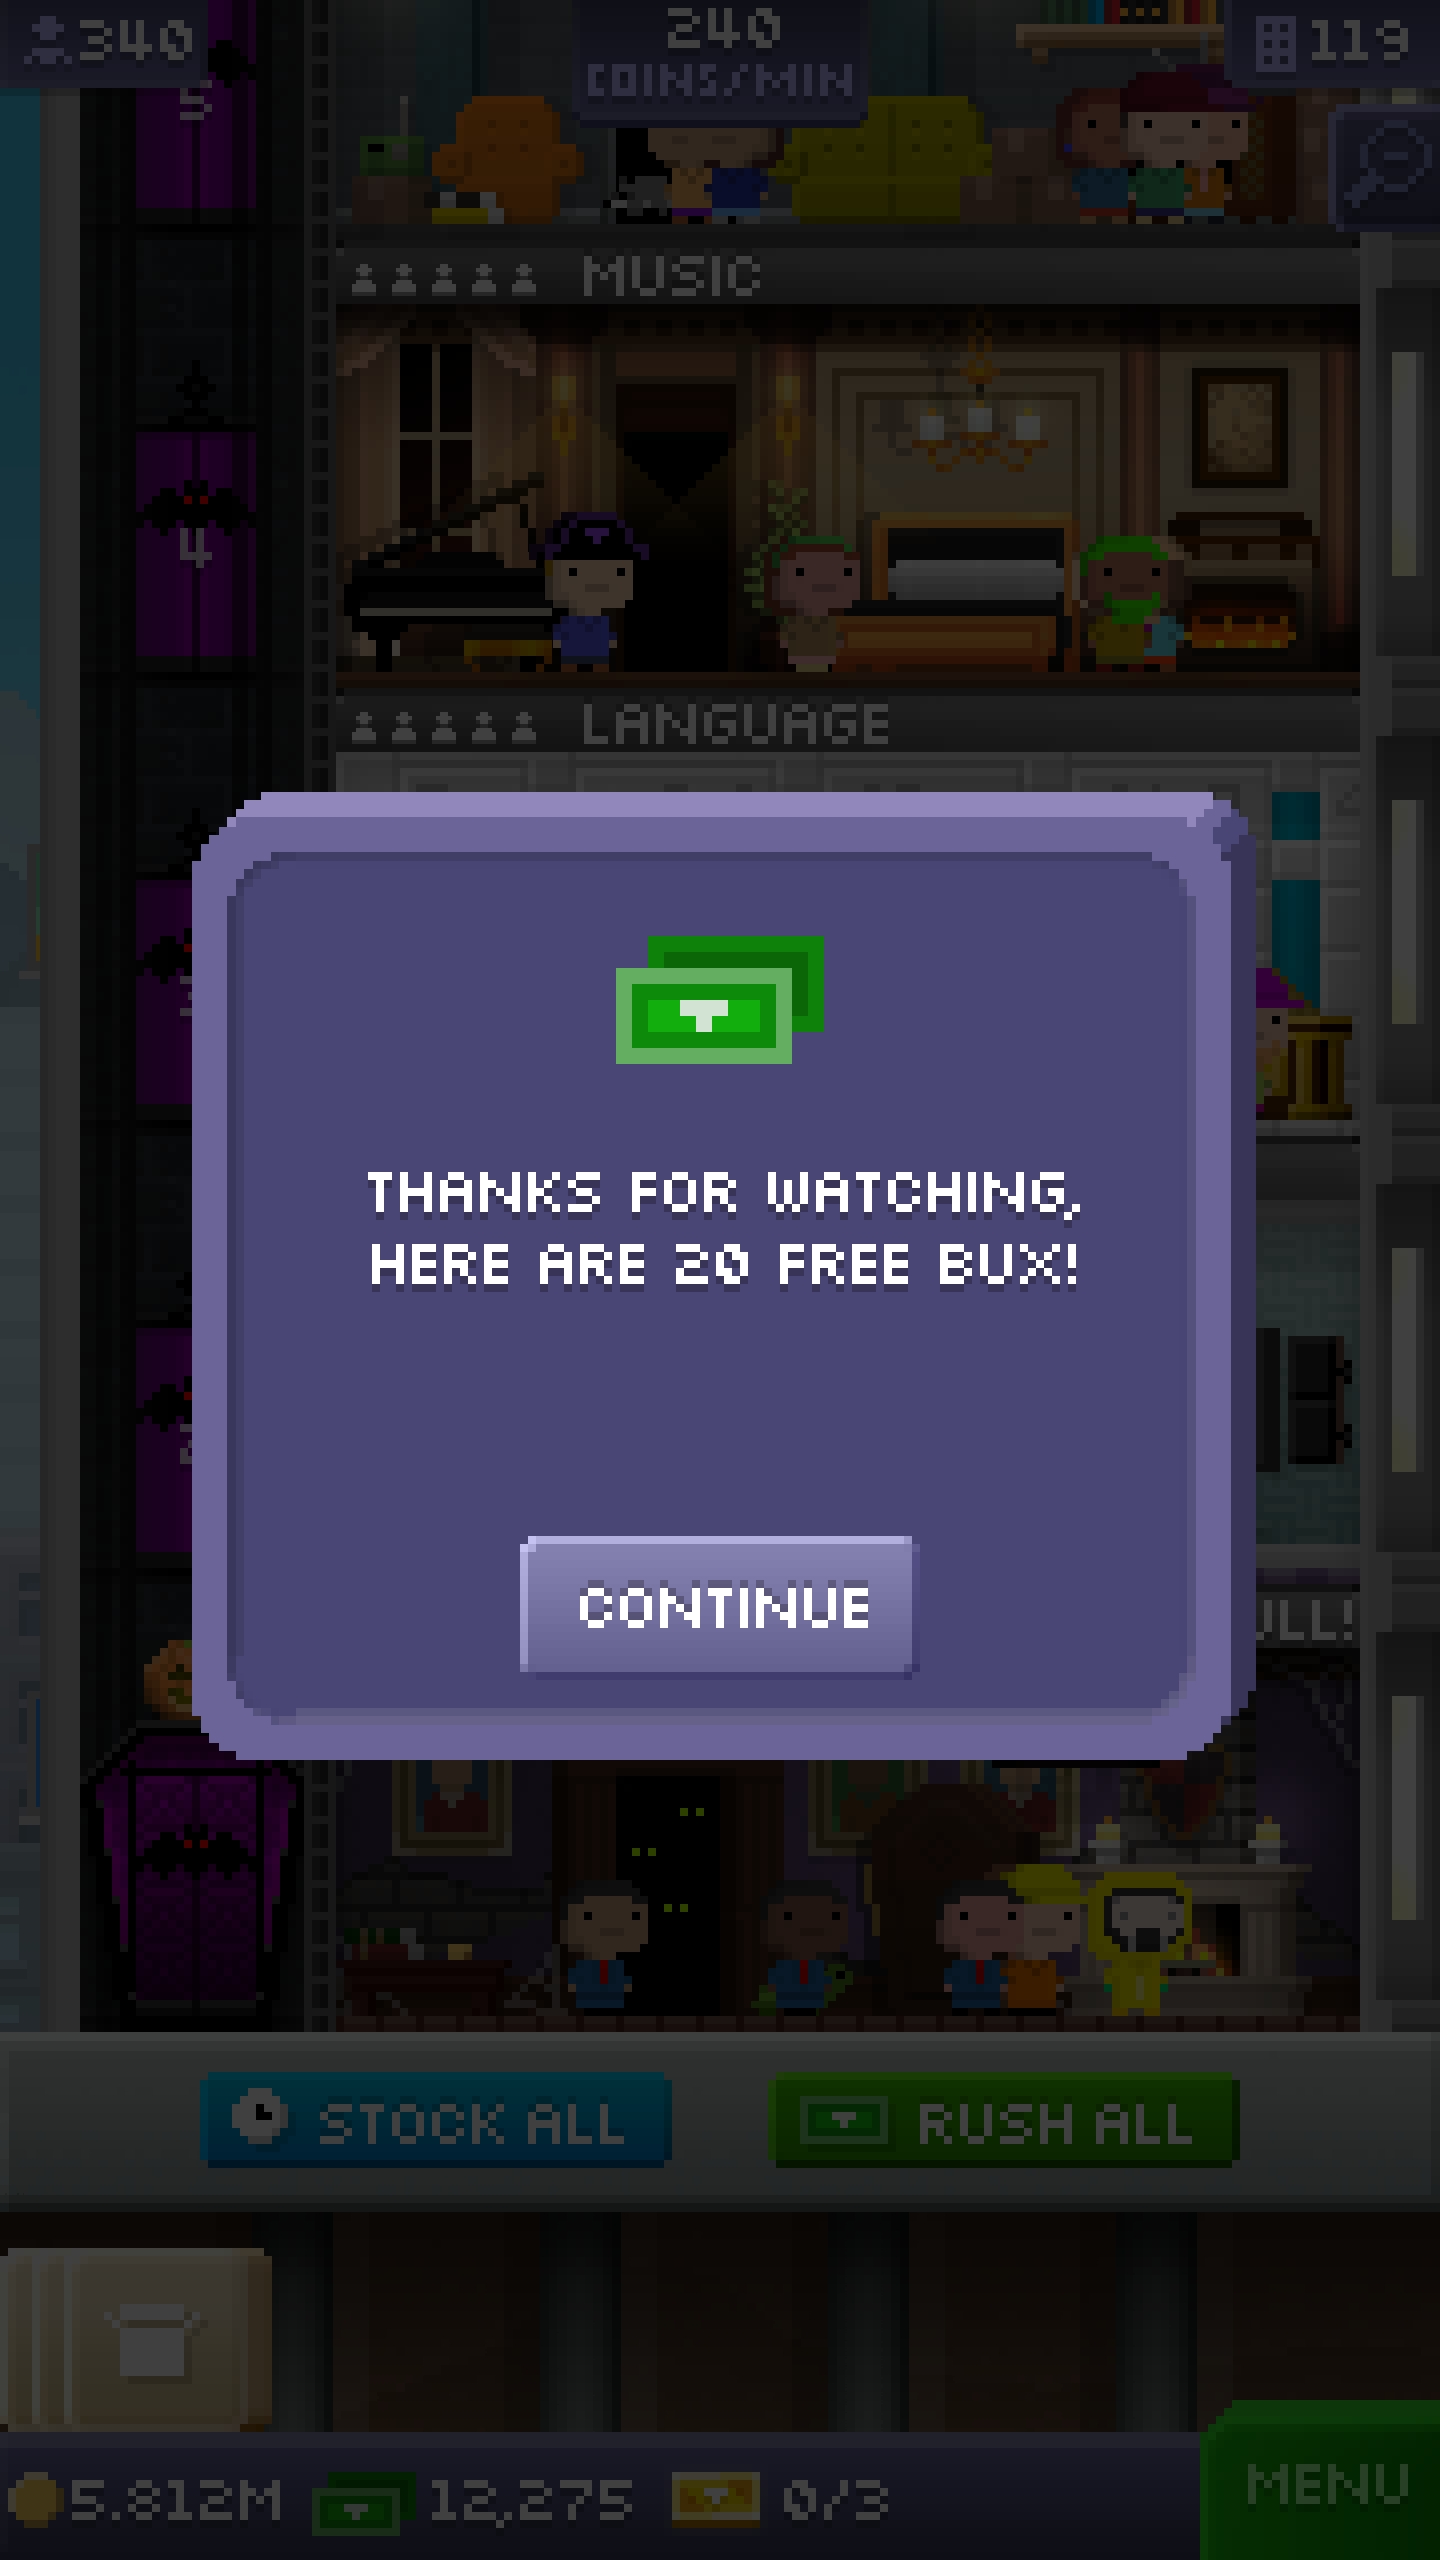 340
240
COINS/MIN
119
5
MUSIC
4
LANGUAGE
THANKS FOR WATCHING,
HERE ARE 20 FREE BUX!
CONTINUE
STOCK ALL
RUSH ALL
5.812M
12,275
0/3
MENU